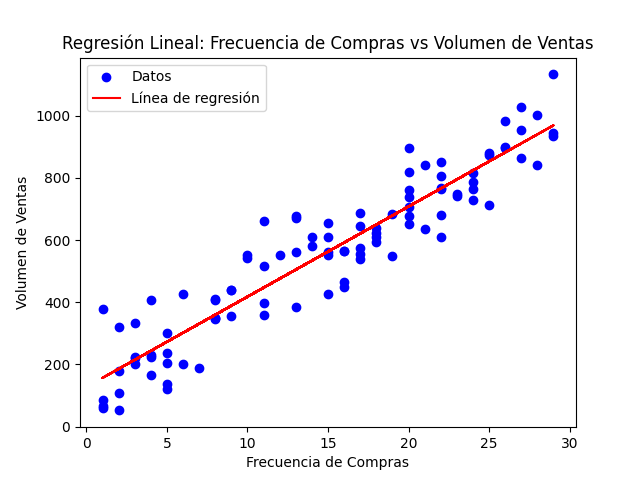 Regresión Lineal: Frecuencia de Compras vs Volumen de Ventas
Datos
Línea de regresión
Volumen de Ventas
1000
800
600
400
200
0
0 5 10 15 20 25 30
Frecuencia de Compras